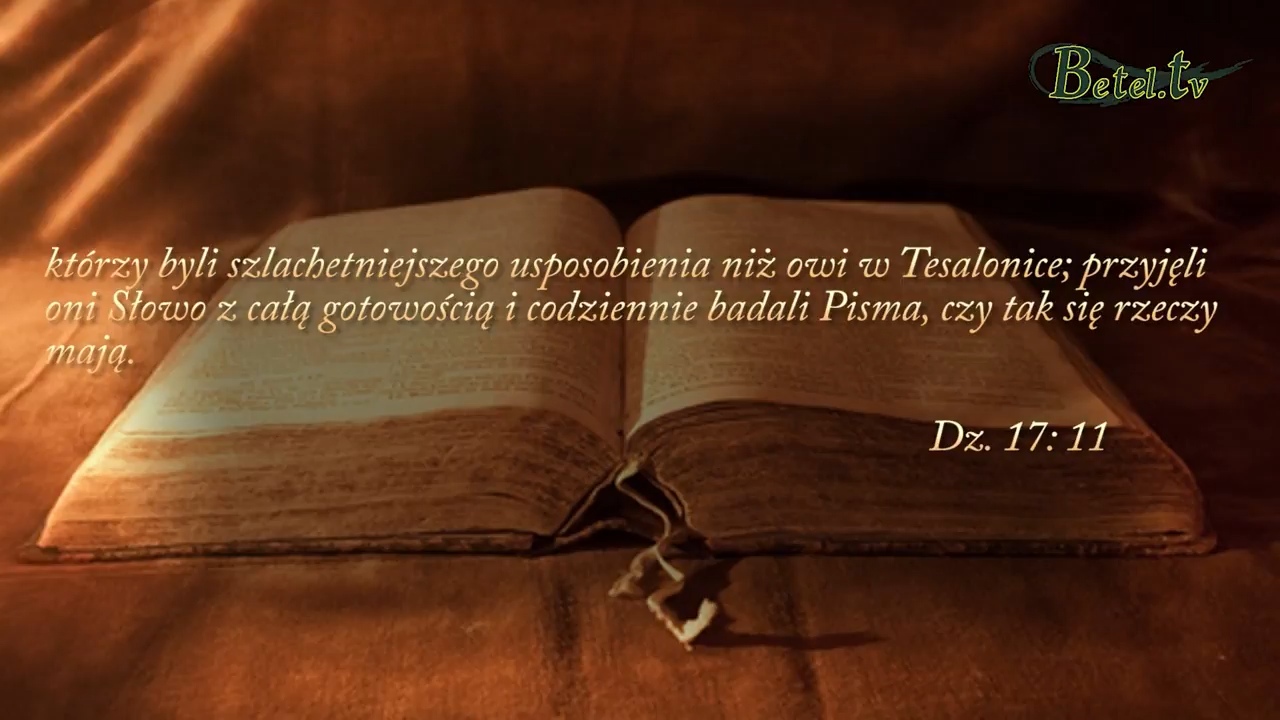 Betel.tv
którzy byli szlachetniejszego usposobienia niż owi w Tesalonice; przyjęli
oni Słowo z całą gotowością i codziennie badali Pisma, czy tak się rzeczy
mają.
Dz. 17: 11